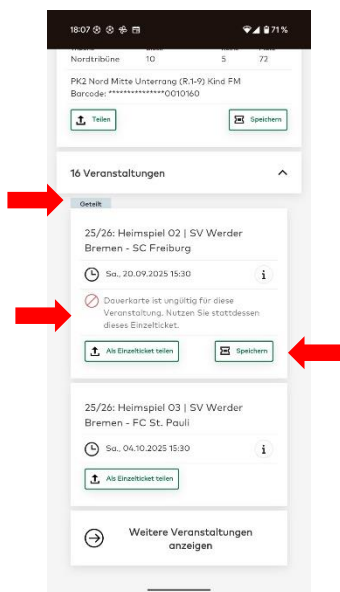 18:07
71 %
Nordtribüne 10 5 72
PK2 Nord Mitte Unterrang (R.1-9) Kind FM
Barcode: ***************0010160
Teilen
Speichern
16 Veranstaltungen
Geteilt
25/26: Heimspiel 02 | SV Werder
Bremen - SC Freiburg
Sa., 20.09.2025 15:30
i
Dauerkarte ist ungültig für diese
Veranstaltung. Nutzen Sie stattdessen
dieses Einzelticket.
Als Einzelticket teilen
Speichern
25/26: Heimspiel 03 | SV Werder
Bremen - FC St. Pauli
Sa., 04.10.2025 15:30
i
Als Einzelticket teilen
Weitere Veranstaltungen
anzeigen